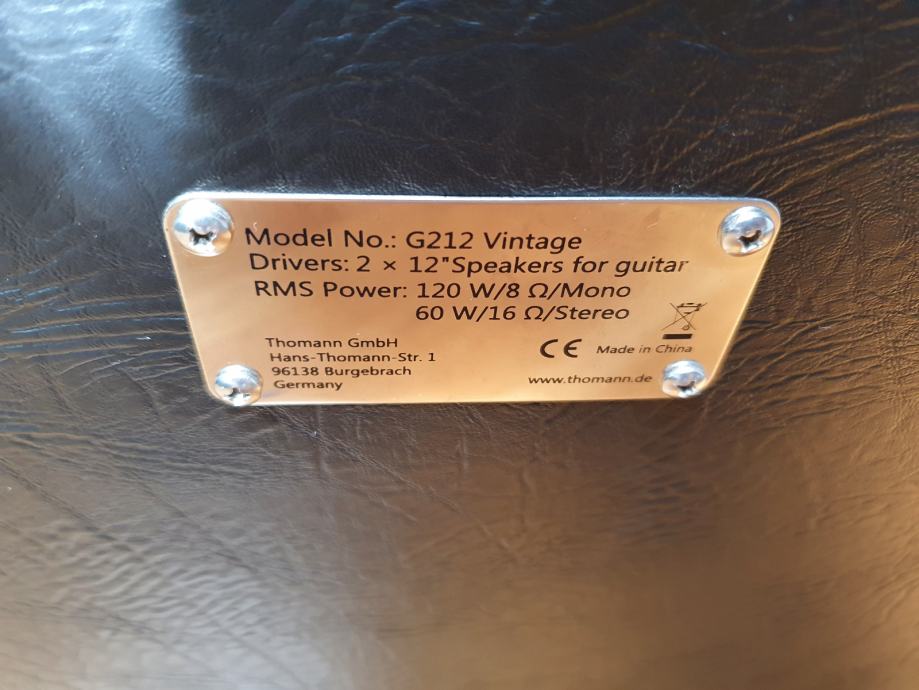 Model No.: G212 Vintage
Drivers: 2 × 12"Speakers for guitar
RMS Power: 120 W/8 Ω/Mono
60 W/16 Ω/Stereo
Thomann GmbH
Hans-Thomann-Str. 1
96138 Burgebrach
Germany
CE Made in China
www.thomann.de